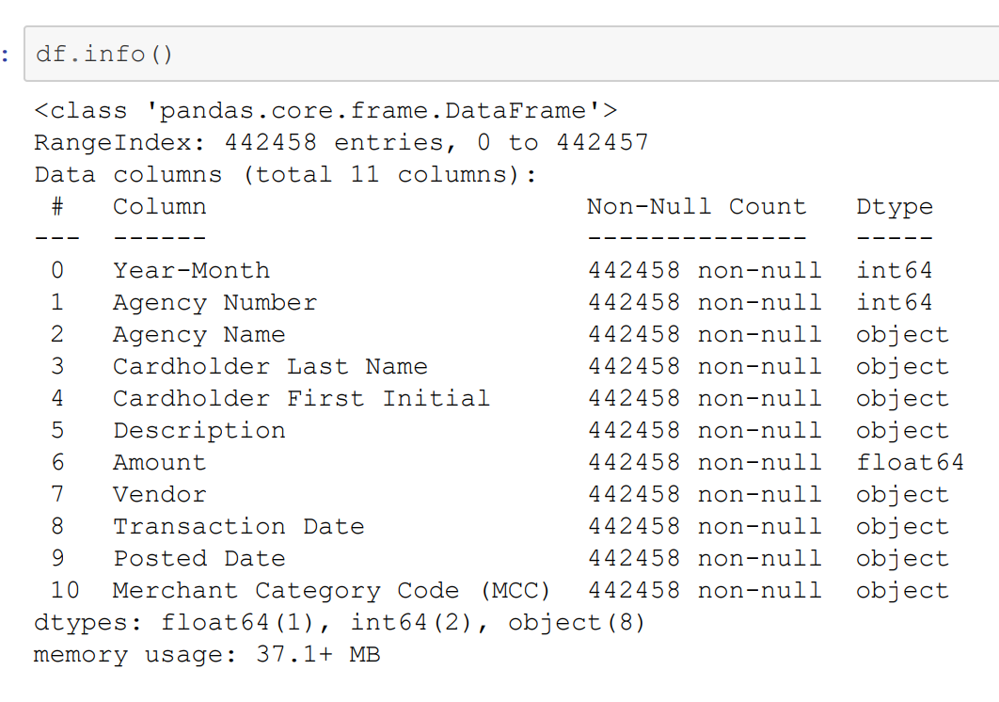 :
df.info()
<class 'pandas.core.frame.DataFrame'>
RangeIndex: 442458 entries, 0 to 442457
Data columns (total 11 columns):
 #   Column                        Non-Null Count   Dtype
---  ------                        --------------   -----
 0   Year-Month                    442458 non-null  int64
 1   Agency Number                 442458 non-null  int64
 2   Agency Name                   442458 non-null  object
 3   Cardholder Last Name          442458 non-null  object
 4   Cardholder First Initial      442458 non-null  object
 5   Description                   442458 non-null  object
 6   Amount                        442458 non-null  float64
 7   Vendor                        442458 non-null  object
 8   Transaction Date              442458 non-null  object
 9   Posted Date                   442458 non-null  object
 10  Merchant Category Code (MCC)  442458 non-null  object
dtypes: float64(1), int64(2), object(8)
memory usage: 37.1+ MB